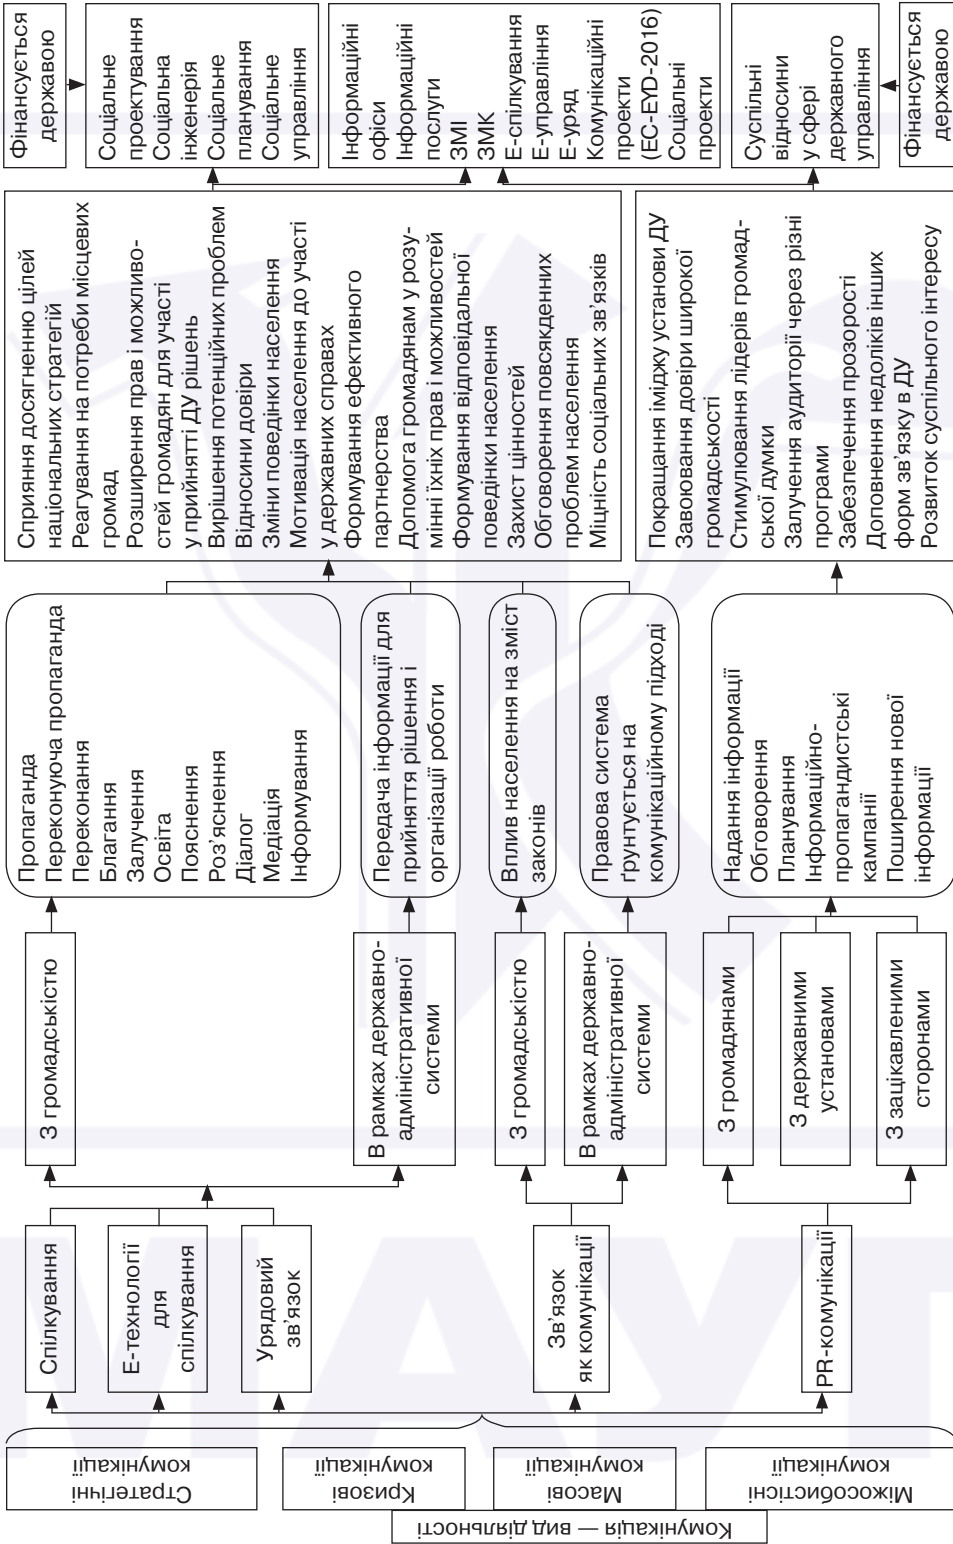 Комунікація — вид діяльності
Стратегічні
комунікації
Кризові
комунікації
Масові
комунікації
Міжособистісні
комунікації
Спілкування
Е-технології
для
спілкування
Урядовий
зв’язок
Зв’язок
як комунікації
PR-комунікації
З громадськістю
В рамках державно-
адміністративної
системи
З громадськістю
В рамках державно-
адміністративної
системи
З громадянами
З державними
установами
З зацікавленими
сторонами
Пропаганда
Переконуюча пропаганда
Переконання
Благання
Залучення
Освіта
Пояснення
Роз’яснення
Діалог
Медіація
Інформування
Передача інформації для
прийняття рішення і
організації роботи
Вплив населення на зміст
законів
Правова система
ґрунтується на
комунікаційному підході
Надання інформації
Обговорення
Планування
Інформаційно-
пропагандистські
кампанії
Поширення нової
інформації
Сприяння досягненню цілей
національних стратегій
Реагування на потреби місцевих
громад
Розширення прав і можливо-
стей громадян для участі
у прийнятті ДУ рішень
Вирішення потенційних проблем
Відносини довіри
Зміни поведінки населення
Мотивація населення до участі
у державних справах
Формування ефективного
партнерства
Допомога громадянам у розу-
мінні їхніх прав і можливостей
Формування відповідальної
поведінки населення
Захист цінностей
Обговорення повсякденних
проблем населення
Міцність соціальних зв’язків
Покращання іміджу установи ДУ
Завоювання довіри широкої
громадськості
Стимулювання лідерів громад-
ської думки
Залучення аудиторії через різні
програми
Забезпечення прозорості
Доповнення недоліків інших
форм зв’язку в ДУ
Розвиток суспільного інтересу
Фінансується
державою
Соціальне
проектування
Соціальна
інженерія
Соціальне
планування
Соціальне
управління
Інформаційні
офіси
Інформаційні
послуги
ЗМІ
ЗМК
Е-спілкування
Е-управління
Е-уряд
Комунікаційні
проекти
(EC-EYD-2016)
Соціальні
проекти
Суспільні
відносини
у сфері
державного
управління
Фінансується
державою
МАУП